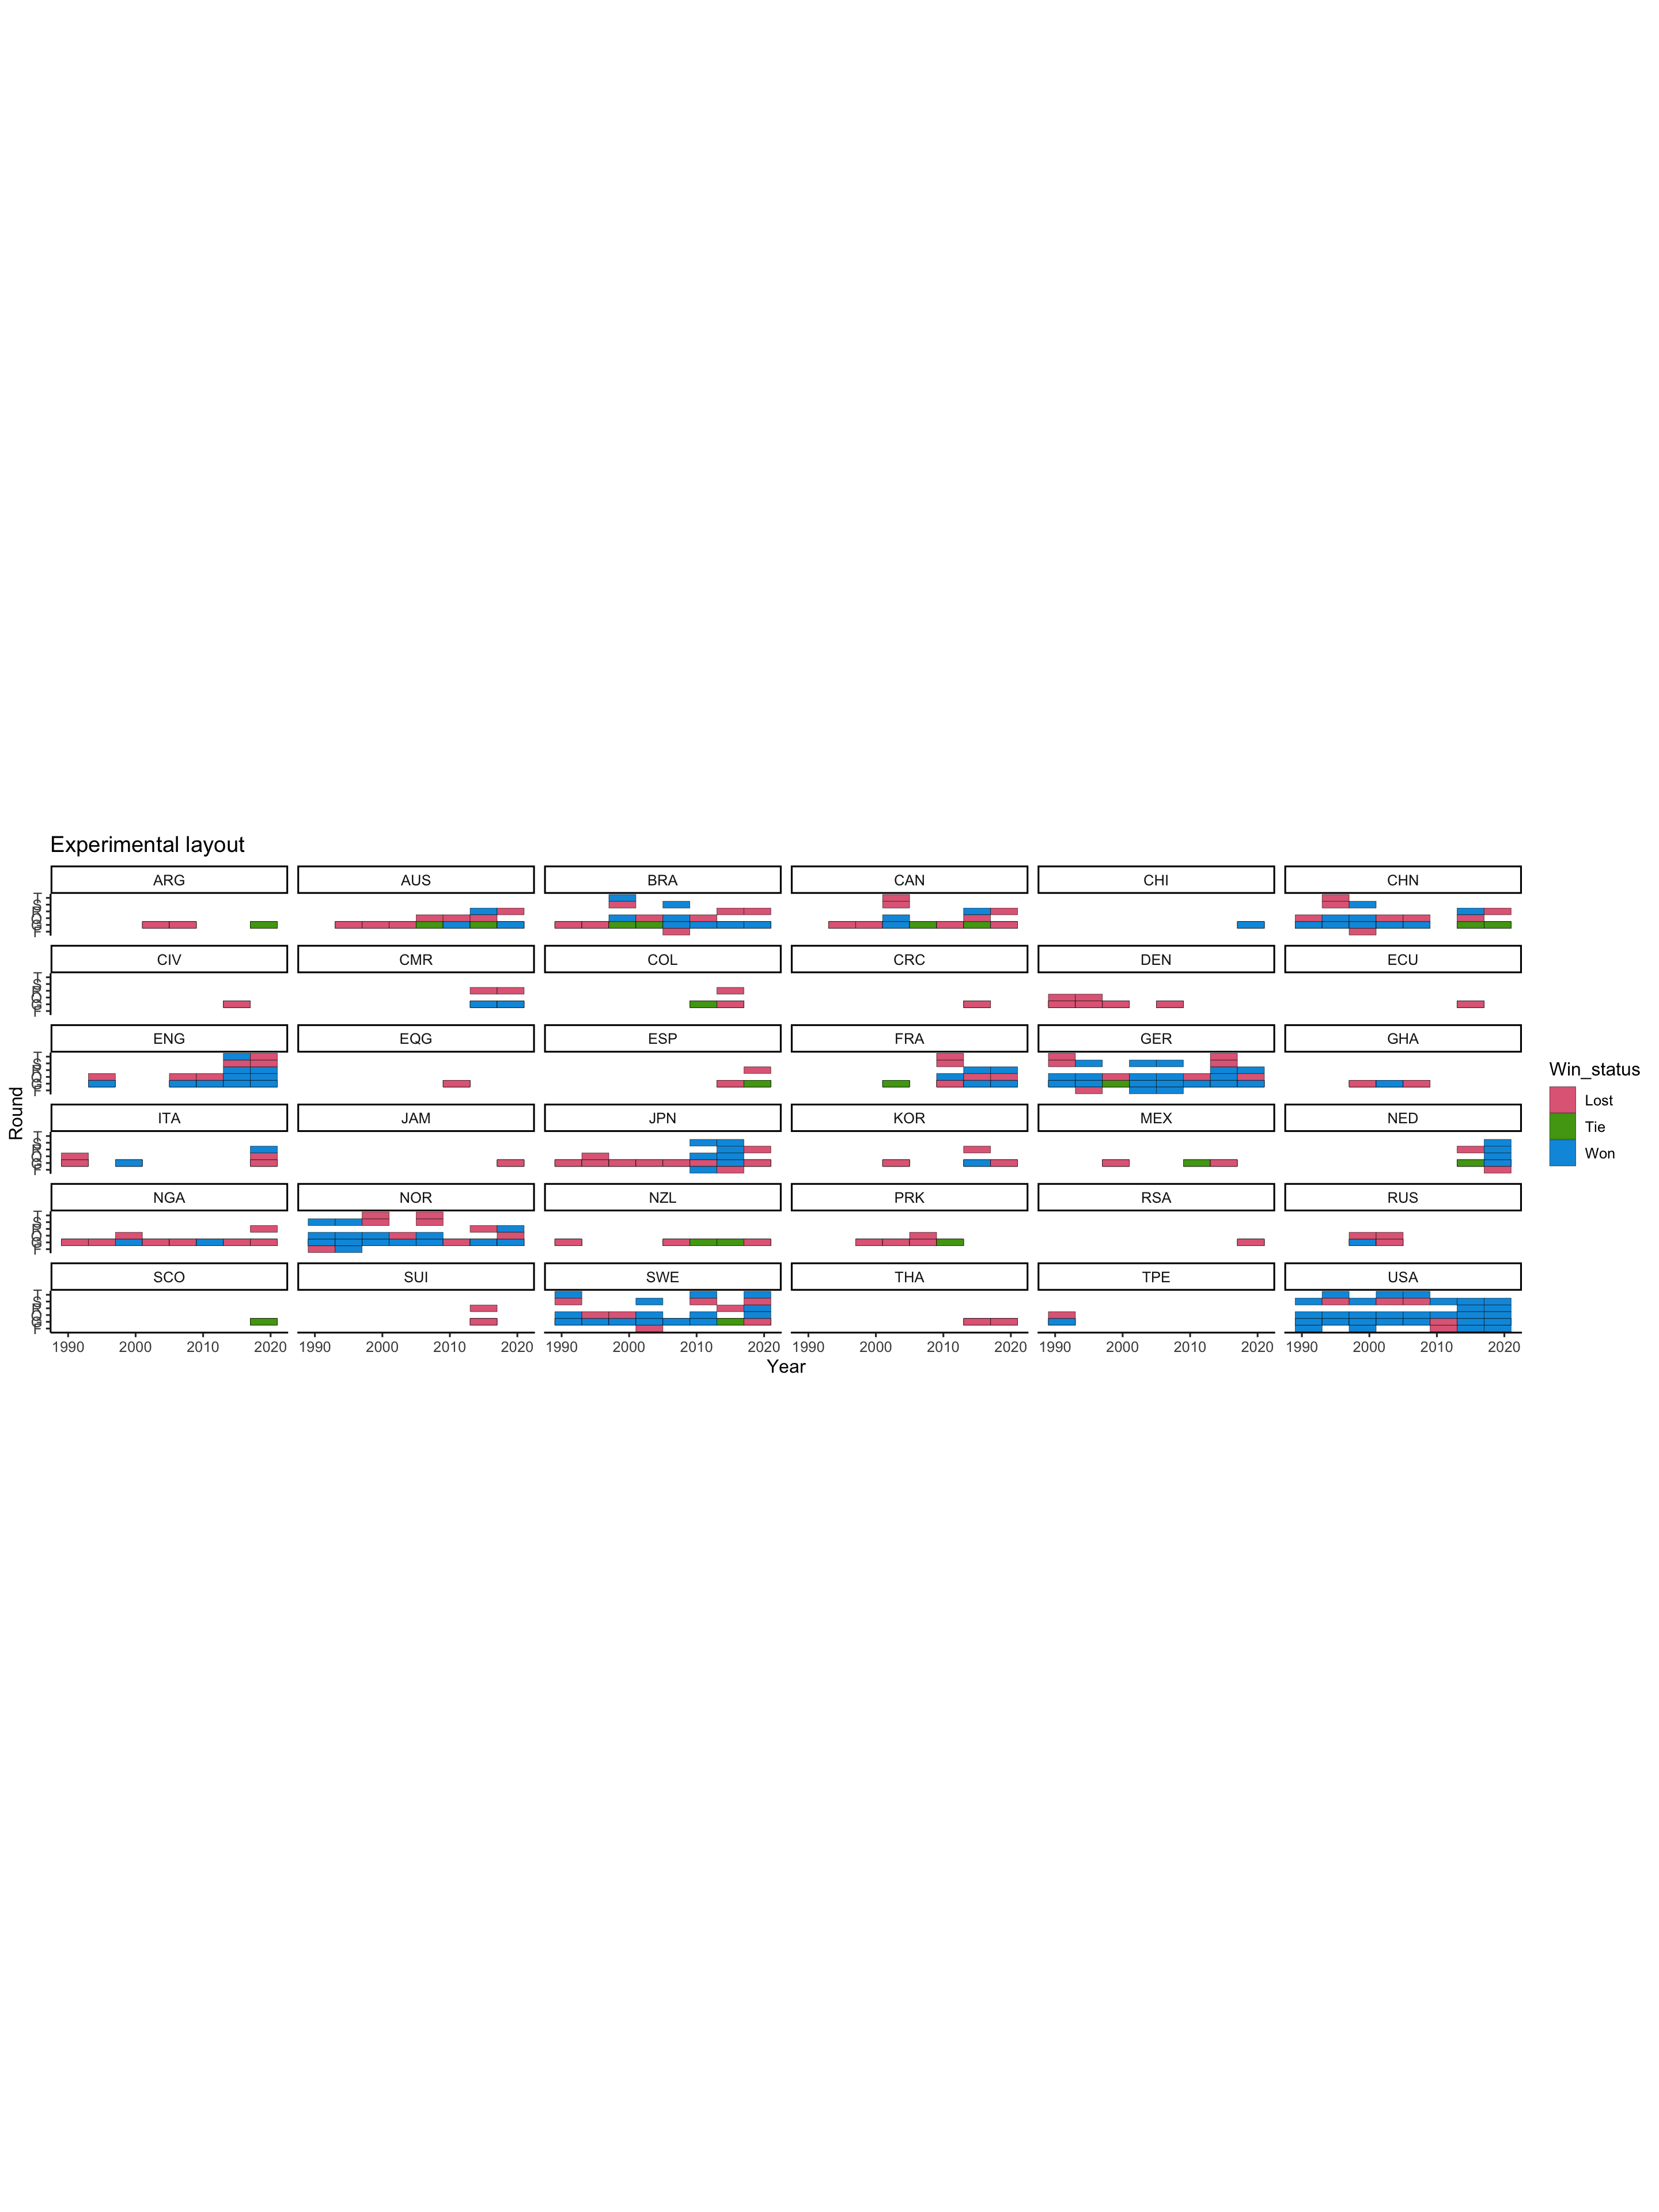 Experimental layout
ARG AUS BRA CAN CHI CHN
CIV CMR COL CRC DEN ECU
ENG EQG ESP FRA GER GHA
ITA JAM JPN KOR MEX NED
NGA NOR NZL PRK RSA RUS
SCO SUI SWE THA TPE USA
Round
1990 2000 2010 2020 1990 2000 2010 2020 1990 2000 2010 2020 1990 2000 2010 2020 1990 2000 2010 2020 1990 2000 2010 2020
Year
Win_status
Lost
Tie
Won